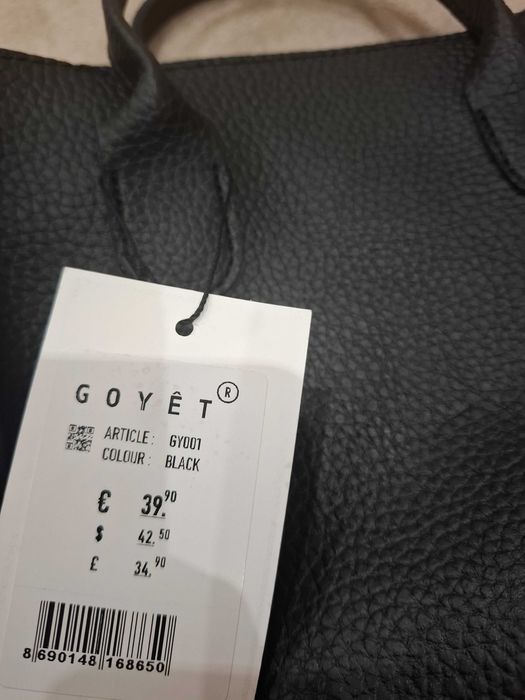 GOYÊT®
ARTICLE : GY001
COLOUR : BLACK
€ 39.90
$ 42.50
£ 34.90
8 690148 168650